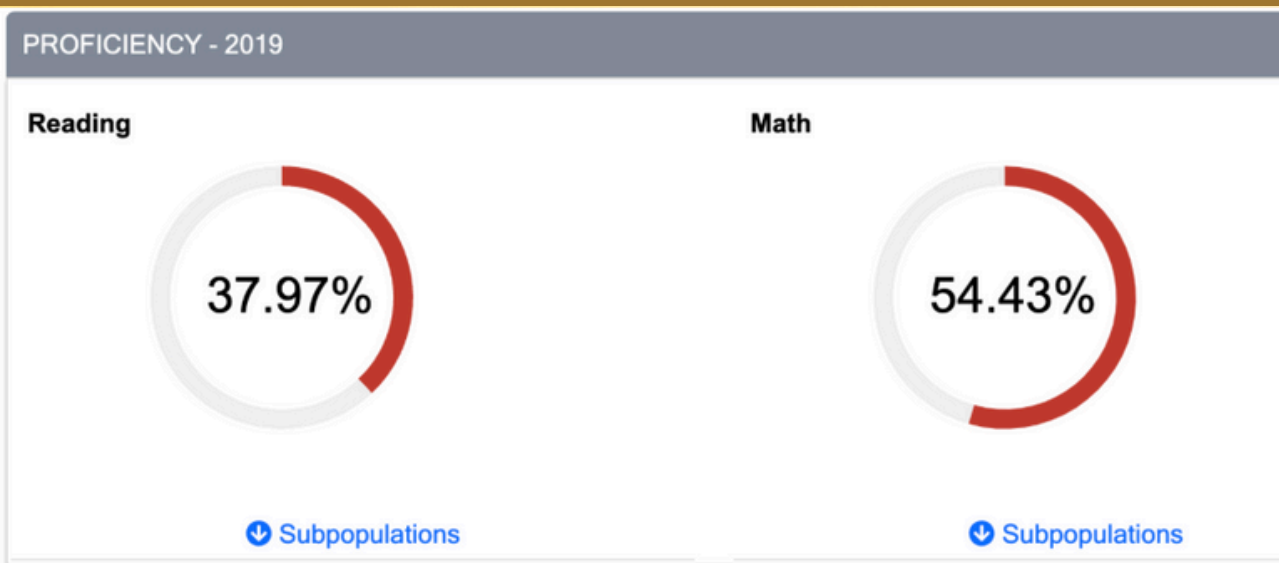 PROFICIENCY - 2019
Reading
Math
37.97%
54.43%
Subpopulations
Subpopulations